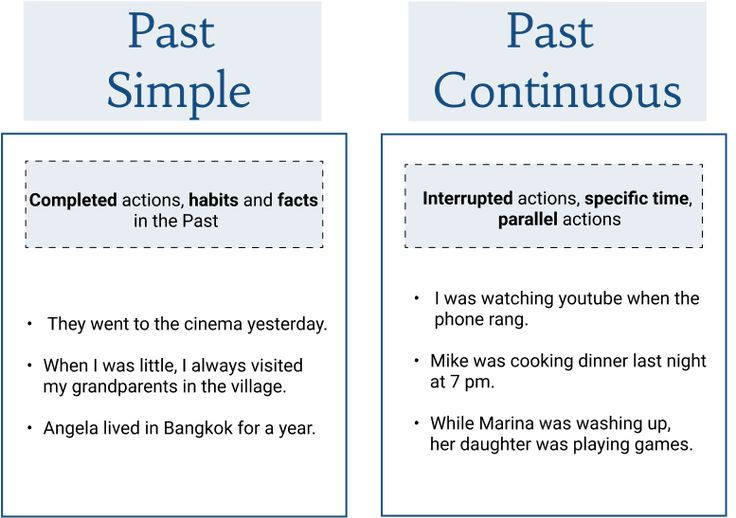 Past
Simple
Completed actions, habits and facts
in the Past
• They went to the cinema yesterday.
• When I was little, I always visited
my grandparents in the village.
• Angela lived in Bangkok for a year.
Past
Continuous
Interrupted actions, specific time,
parallel actions
• I was watching youtube when the
phone rang.
• Mike was cooking dinner last night
at 7 pm.
• While Marina was washing up,
her daughter was playing games.